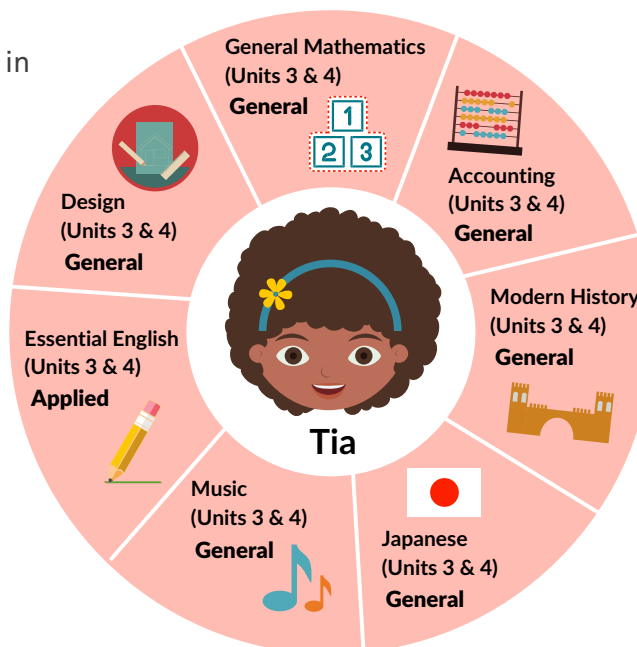 in
General Mathematics
(Units 3 & 4)
General
1
2 3
Accounting
(Units 3 & 4)
General
Modern History
(Units 3 & 4)
General
Japanese
(Units 3 & 4)
General
Music
(Units 3 & 4)
General
Essential English
(Units 3 & 4)
Applied
Design
(Units 3 & 4)
General
Tia